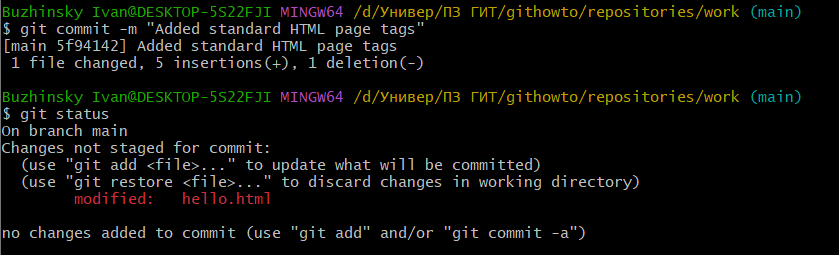 Buzhinsky Ivan@DESKTOP-5S22FJI MINGW64 /d/Универ/ПЗ ГИТ/githowto/repositories/work (main)
$ git commit -m "Added standard HTML page tags"
[main 5f94142] Added standard HTML page tags
 1 file changed, 5 insertions(+), 1 deletion(-)

Buzhinsky Ivan@DESKTOP-5S22FJI MINGW64 /d/Универ/ПЗ ГИТ/githowto/repositories/work (main)
$ git status
On branch main
Changes not staged for commit:
  (use "git add <file>..." to update what will be committed)
  (use "git restore <file>..." to discard changes in working directory)
        modified:   hello.html

no changes added to commit (use "git add" and/or "git commit -a")